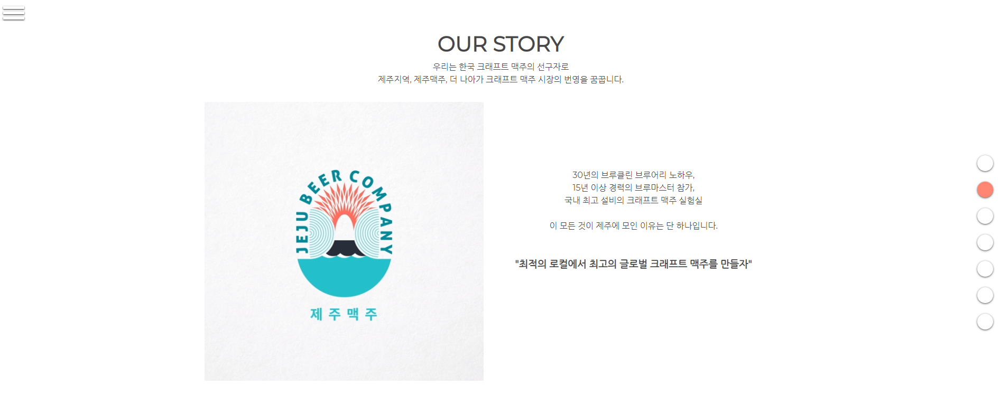 OUR STORY
우리는 한국 크래프트 맥주의 선구자로
제주지역, 제주맥주, 더 나아가 크래프트 맥주 시장의 번영을 꿈꿉니다.
JEJU BEER COMPANY
제주맥주
30년의 브루클린 브루어리 노하우,
15년 이상 경력의 브루마스터 참가,
국내 최고 설비의 크래프트 맥주 실험실
이 모든 것이 제주에 모인 이유는 단 하나입니다.
"최적의 로컬에서 최고의 글로벌 크래프트 맥주를 만들자"